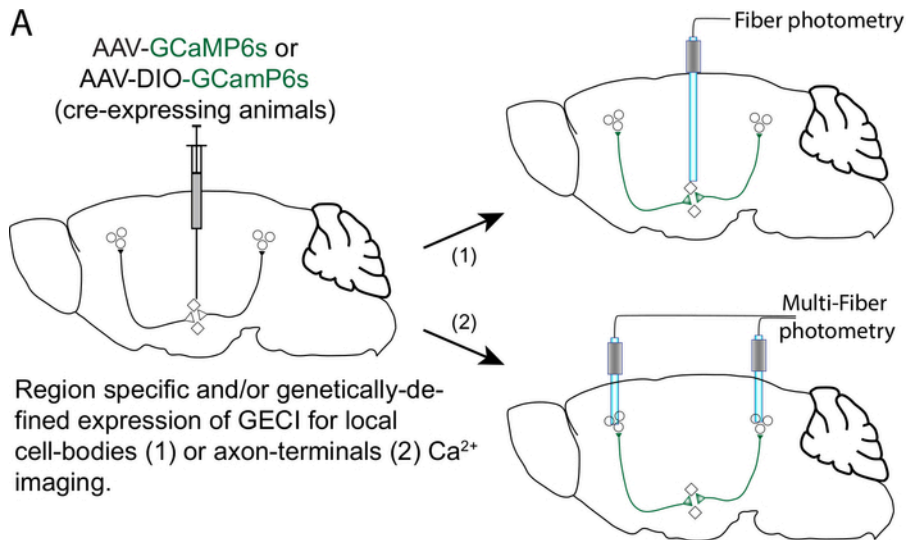 A
AAV-GCaMP6s or
AAV-DIO-GCamP6s
(cre-expressing animals)
Fiber photometry
(1)
(2)
Multi-Fiber
photometry
Region specific and/or genetically-de-
fined expression of GECI for local
cell-bodies (1) or axon-terminals (2) Ca²⁺
imaging.